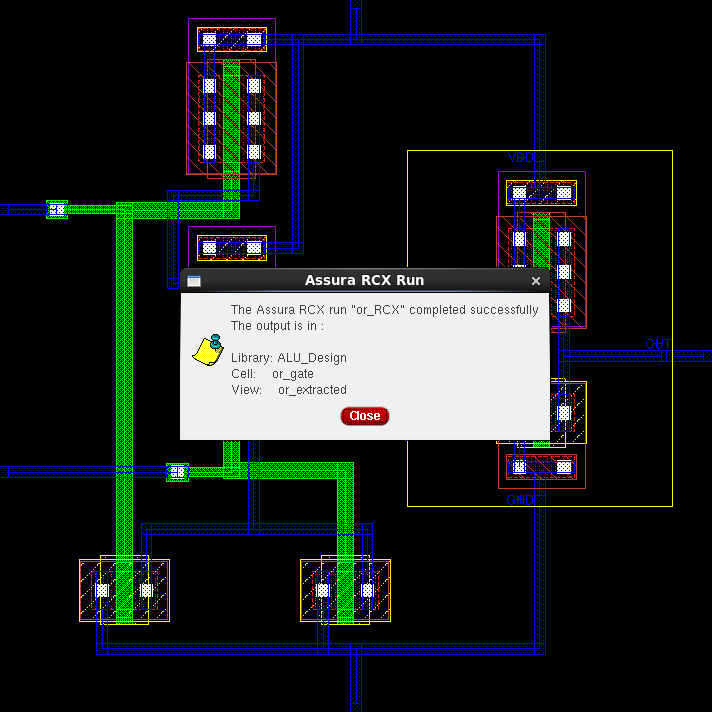 VDD
Assura RCX Run
The Assura RCX run "or_RCX" completed successfully
The output is in :
Library: ALU_Design
Cell: or_gate
View: or_extracted
Close
OUT
GND